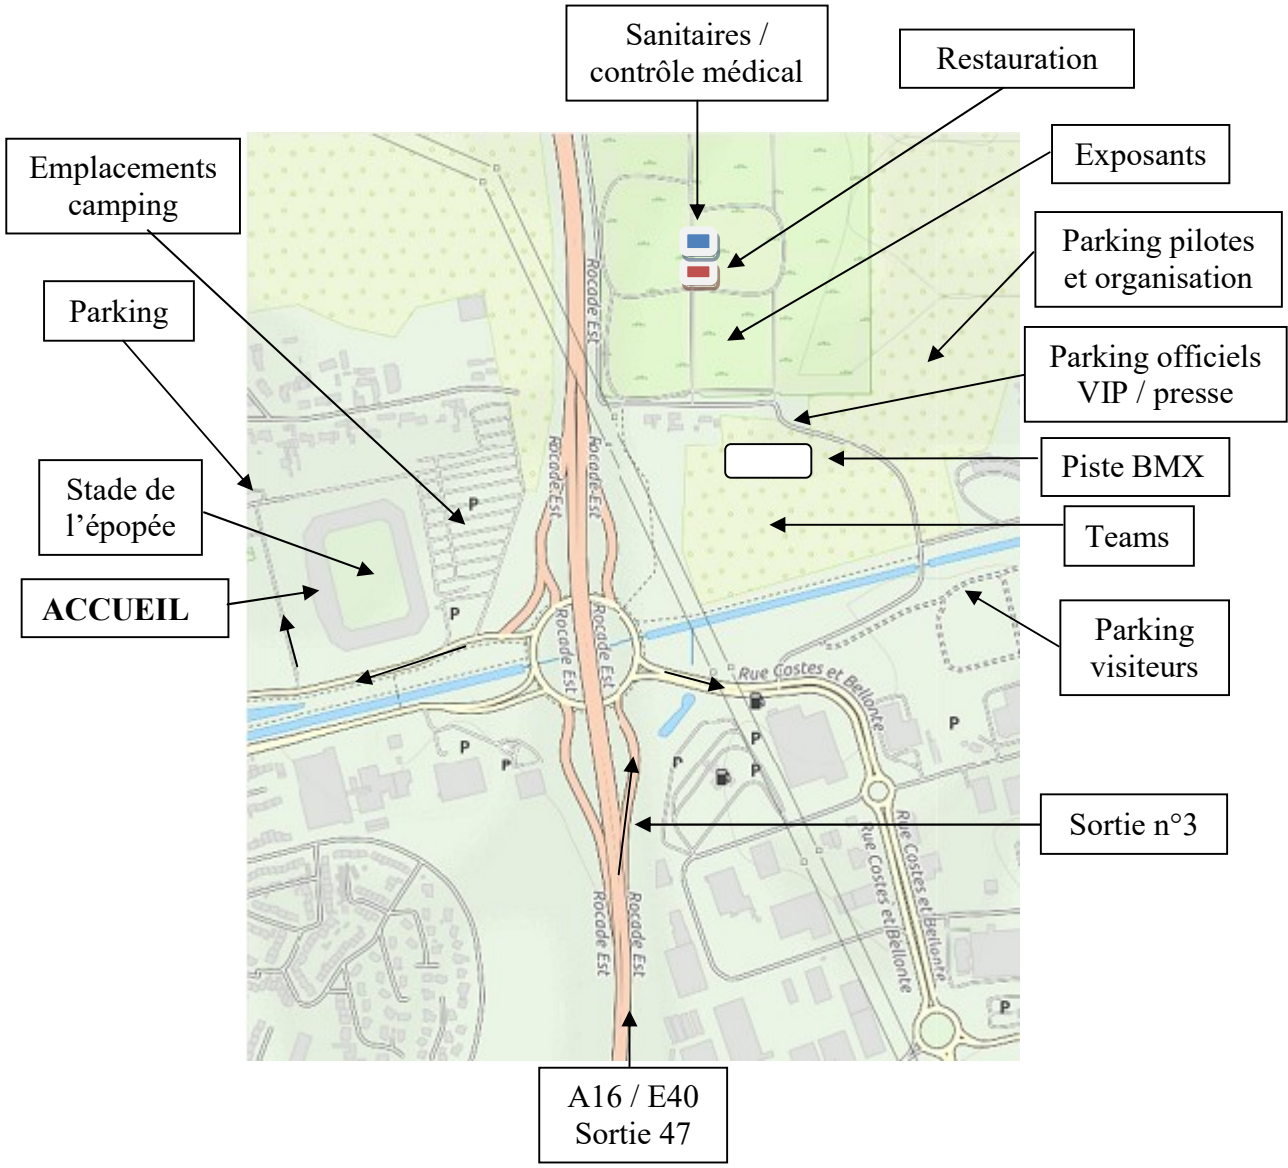 Sanitaires /
contrôle médical
Restauration
Exposants
Emplacements
camping
Parking pilotes
et organisation
Parking
Parking officiels
VIP / presse
Rocade Est
Rocade Est
Rocade Est
Piste BMX
Stade de
l’épopée
P
Teams
ACCUEIL
P
Rocade Est
Rocade Est
Parking
visiteurs
Rue Costes et Bellonte
P
P
P
P
P
P
Sortie n°3
Rue Costes et Bellonte
Rue Costes et Bellonte
Rocade Est
Rocade Est
P
A16 / E40
Sortie 47